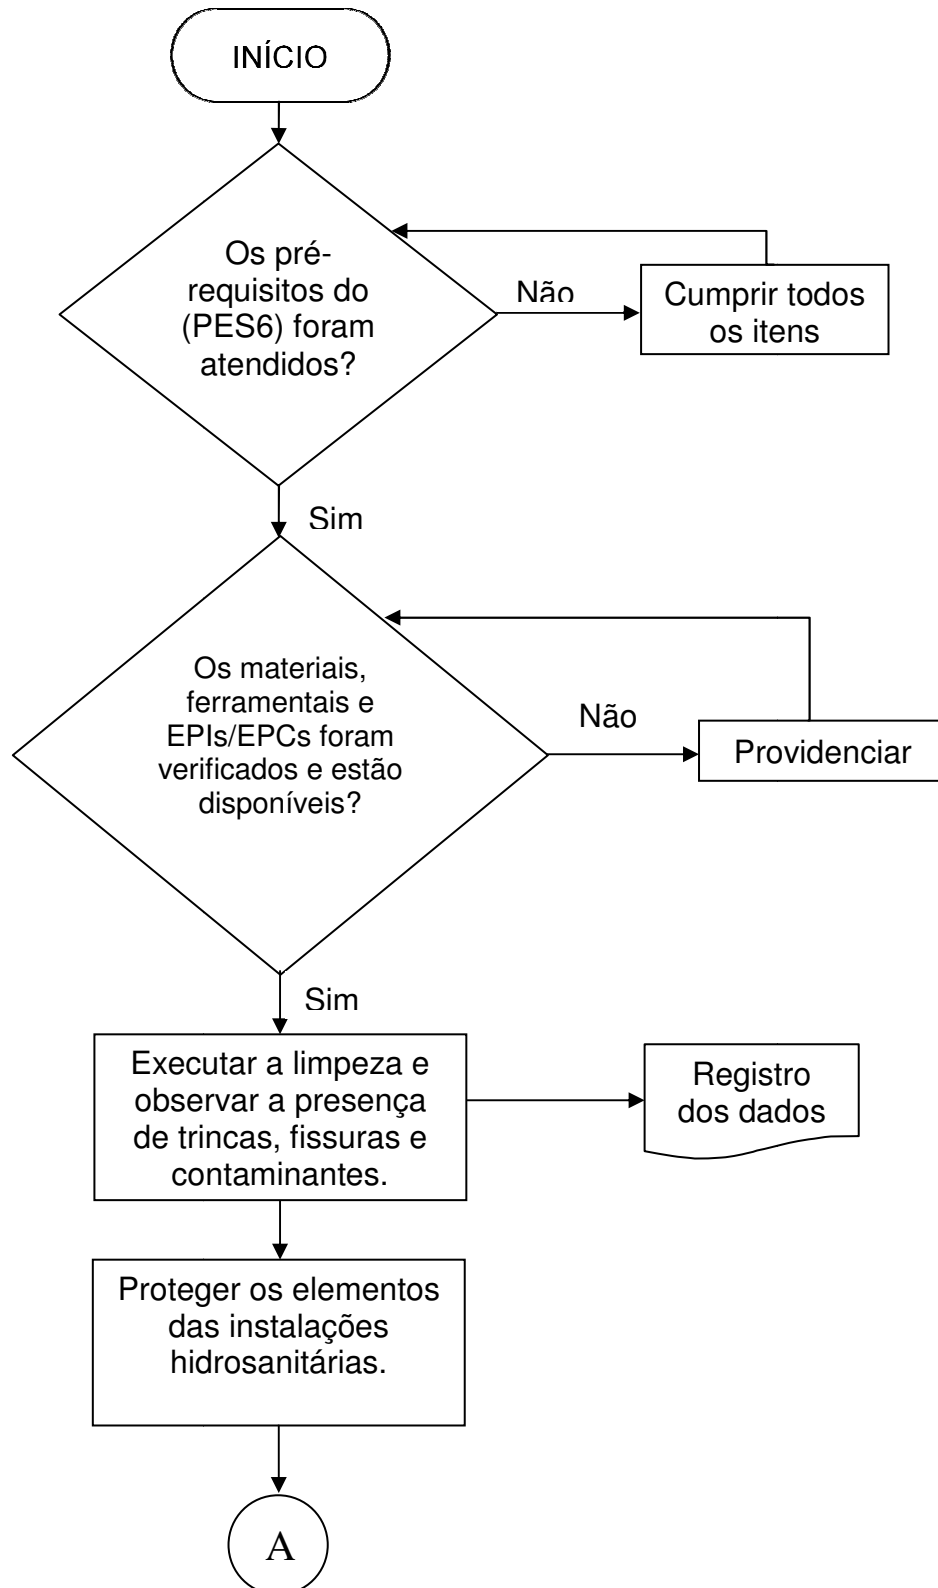 INÍCIO
Os pré-
requisitos do
(PES6) foram
atendidos?
Não
Cumprir todos
os itens
Sim
Os materiais,
ferramentais e
EPIs/EPCs foram
verificados e estão
disponíveis?
Não
Providenciar
Sim
Executar a limpeza e
observar a presença
de trincas, fissuras e
contaminantes.
Registro
dos dados
Proteger os elementos
das instalações
hidrosanitárias.
A